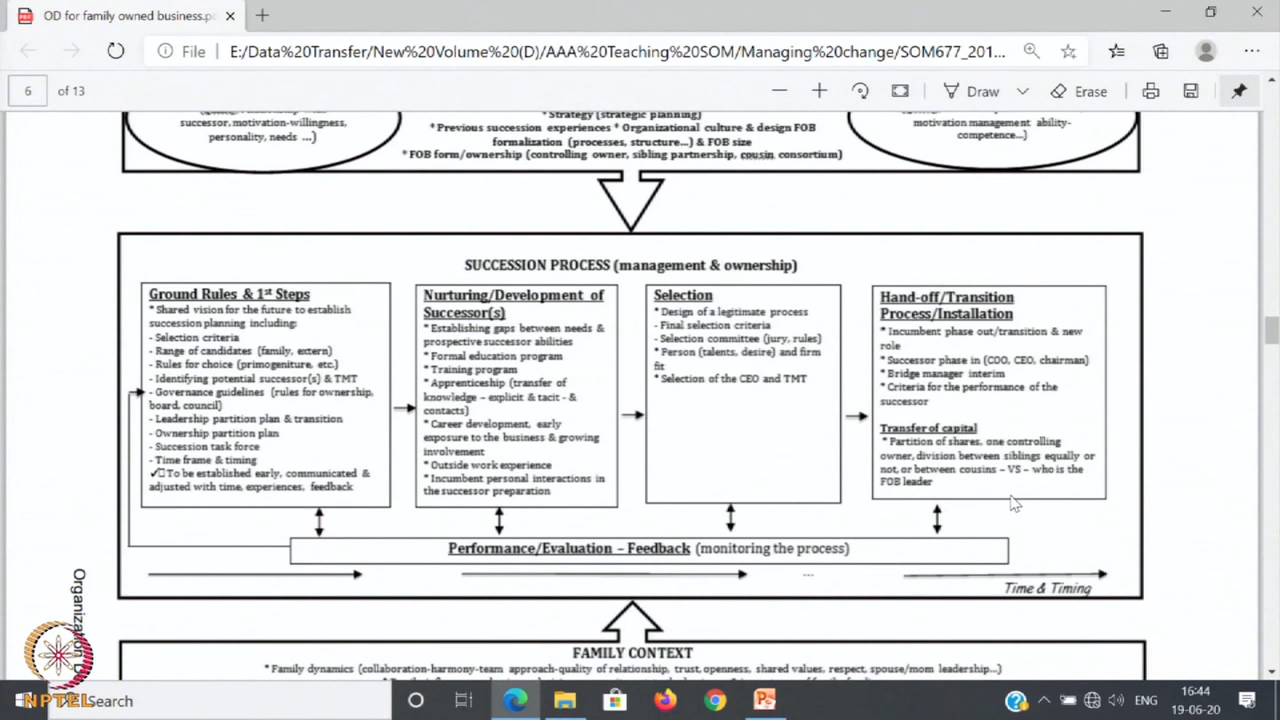 OD for family owned business.p
File
E:/Data%20Transfer/New%20Volume%20(D)/AAA%20Teaching%20SOM/Managing%20change/SOM677_201...
6 of 13
Draw
Erase
successor, motivation-willingness,
personality, needs ...)
* Strategy (strategic planning)
*Previous succession experiences * Organizational culture & design FOB
formalization (processes, structure...) & FOB size
* FOB form/ownership (controlling owner, sibling partnership, cousin consortium)
motivation management ability-
competence...)
SUCCESSION PROCESS (management & ownership)
Ground Rules & 1st Steps
* Shared vision for the future to establish
succession planning including:
- Selection criteria
- Range of candidates (family, extern)
- Rules for choice (primogeniture, etc.)
- Identifying potential successor(s) & TMT
- Governance guidelines (rules for ownership,
board, council)
- Leadership partition plan & transition
- Ownership partition plan
- Succession task force
- Time frame & timing
✓ To be established early, communicated &
adjusted with time, experiences, feedback
Nurturing/Development of
Successor(s)
* Establishing gaps between needs &
prospective successor abilities
* Formal education program
* Training program
* Apprenticeship (transfer of
knowledge – explicit & tacit - &
contacts)
* Career development, early
exposure to the business & growing
involvement
* Outside work experience
* Incumbent personal interactions in
the successor preparation
Selection
* Design of a legitimate process
- Final selection criteria
- Selection committee (jury, rules)
* Person (talents, desire) and firm
fit
* Selection of the CEO and TMT
Hand-off/Transition
Process/Installation
* Incumbent phase out/transition & new
role
* Successor phase in (COO, CEO, chairman)
* Bridge manager interim
* Criteria for the performance of the
successor
Transfer of capital
* Partition of shares, one controlling
owner, division between siblings equally or
not, or between cousins – VS – who is the
FOB leader
Performance/Evaluation – Feedback (monitoring the process)
...
Time & Timing
FAMILY CONTEXT
* Family dynamics (collaboration-harmony-team approach-quality of relationship, trust, openness, shared values, respect, spouse/mom leadership...)
NPTEL
Search
ENG
16:44
19-06-20